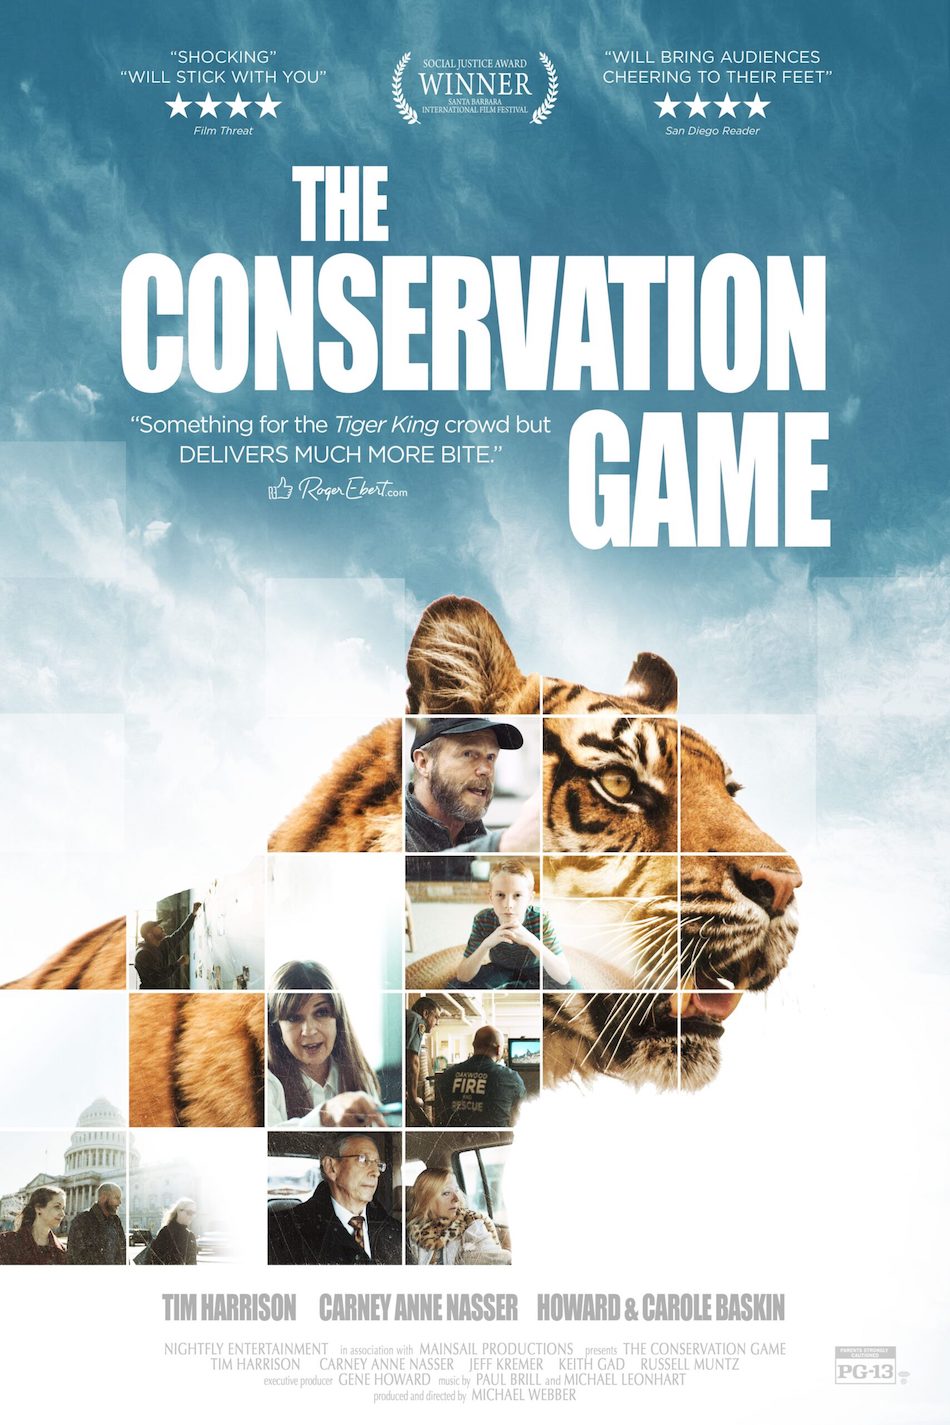 “SHOCKING”
“WILL STICK WITH YOU”
Film Threat
SOCIAL JUSTICE AWARD
WINNER
SANTA BARBARA
INTERNATIONAL FILM FESTIVAL
“WILL BRING AUDIENCES
CHEERING TO THEIR FEET”
San Diego Reader
THE
CONSERVATION
GAME
“Something for the Tiger King crowd but
DELIVERS MUCH MORE BITE.”
RogerEbert.com
OAKWOOD
FIRE
AND
RESCUE
TIM HARRISON CARNEY ANNE NASSER HOWARD & CAROLE BASKIN
NIGHTFLY ENTERTAINMENT in association with MAINSAIL PRODUCTIONS presents THE CONSERVATION GAME
TIM HARRISON CARNEY ANNE NASSER JEFF KREMER KEITH GAD RUSSELL MUNTZ
executive producer GENE HOWARD music by PAUL BRILL and MICHAEL LEONHART
produced and directed by MICHAEL WEBBER
PARENTS STRONGLY CAUTIONED
PG-13